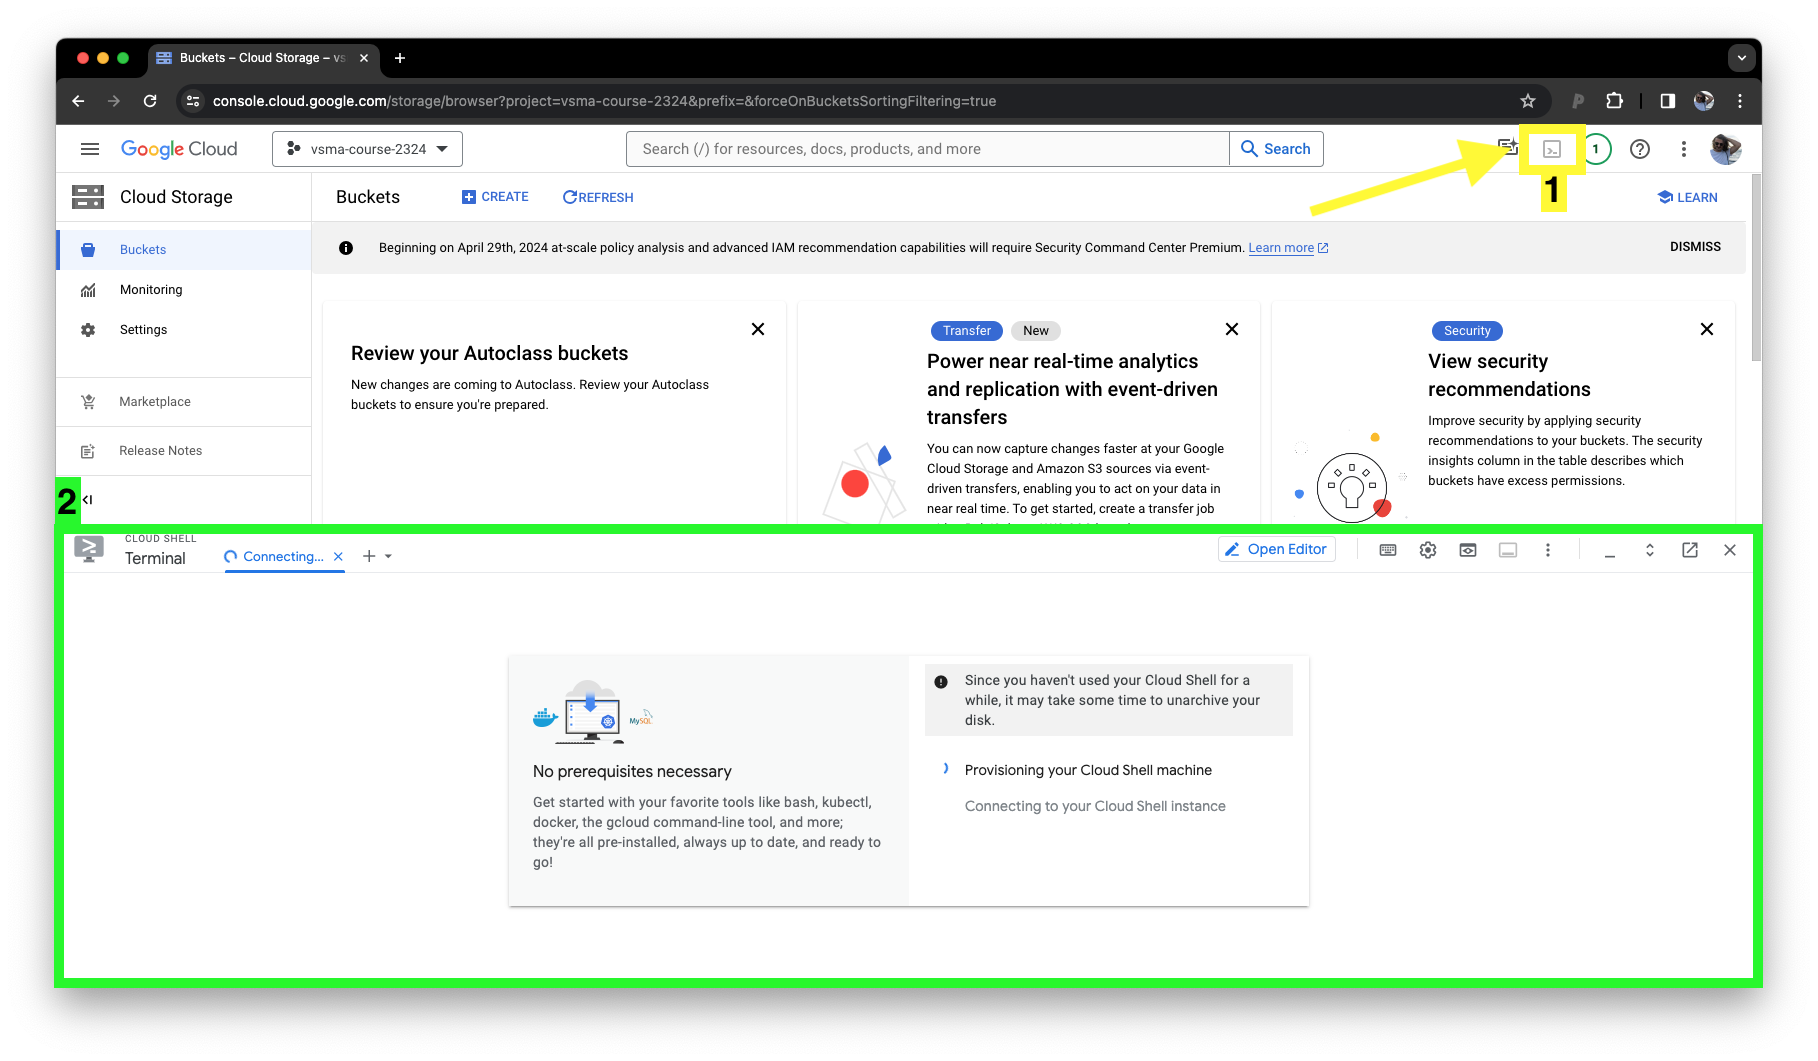 Buckets – Cloud Storage – vs
console.cloud.google.com/storage/browser?project=vsma-course-2324&prefix=&forceOnBucketsSortingFiltering=true
Google Cloud
vsma-course-2324
Search (/) for resources, docs, products, and more
Search
1
1
Cloud Storage
Buckets
CREATE
REFRESH
LEARN
Buckets
Monitoring
Settings
Marketplace
Release Notes
2
Beginning on April 29th, 2024 at-scale policy analysis and advanced IAM recommendation capabilities will require Security Command Center Premium. Learn more
DISMISS
Review your Autoclass buckets
New changes are coming to Autoclass. Review your Autoclass
buckets to ensure you're prepared.
Transfer
New
Power near real-time analytics
and replication with event-driven
transfers
You can now capture changes faster at your Google
Cloud Storage and Amazon S3 sources via event-
driven transfers, enabling you to act on your data in
near real time. To get started, create a transfer job
Security
View security
recommendations
Improve security by applying security
recommendations to your buckets. The security
insights column in the table describes which
buckets have excess permissions.
CLOUD SHELL
Terminal
Connecting...
Open Editor
MySQL
No prerequisites necessary
Get started with your favorite tools like bash, kubectl,
docker, the gcloud command-line tool, and more;
they're all pre-installed, always up to date, and ready to
go!
Since you haven't used your Cloud Shell for a
while, it may take some time to unarchive your
disk.
Provisioning your Cloud Shell machine
Connecting to your Cloud Shell instance